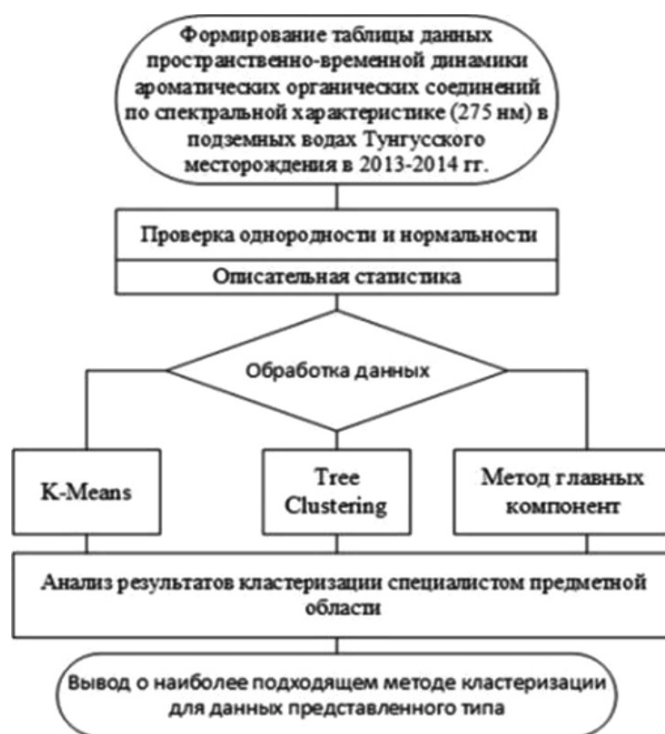 Формирование таблицы данных
пространственно-временной динамики
ароматических органических соединений
по спектральной характеристике (275 нм) в
подземных водах Тунгусского
месторождения в 2013-2014 гг.
Проверка однородности и нормальности
Описательная статистика
Обработка данных
K-Means
Tree
Clustering
Метод главных
компонент
Анализ результатов кластеризации специалистом предметной
области
Вывод о наиболее подходящем методе кластеризации
для данных представленного типа